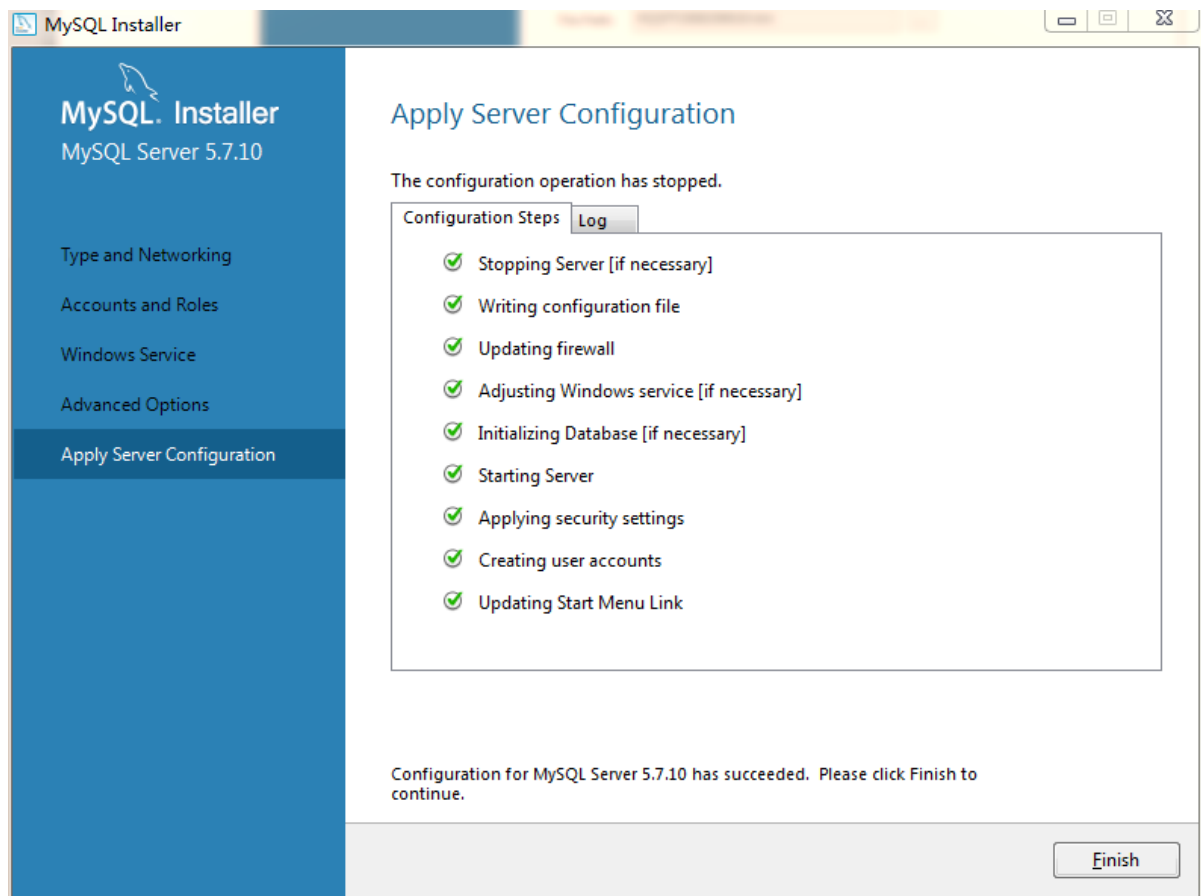 MySQL Installer
MySQL. Installer
MySQL Server 5.7.10
Type and Networking
Accounts and Roles
Windows Service
Advanced Options
Apply Server Configuration
Apply Server Configuration
The configuration operation has stopped.
Configuration Steps
Log
Stopping Server [if necessary]
Writing configuration file
Updating firewall
Adjusting Windows service [if necessary]
Initializing Database [if necessary]
Starting Server
Applying security settings
Creating user accounts
Updating Start Menu Link
Configuration for MySQL Server 5.7.10 has succeeded. Please click Finish to
continue.
Finish